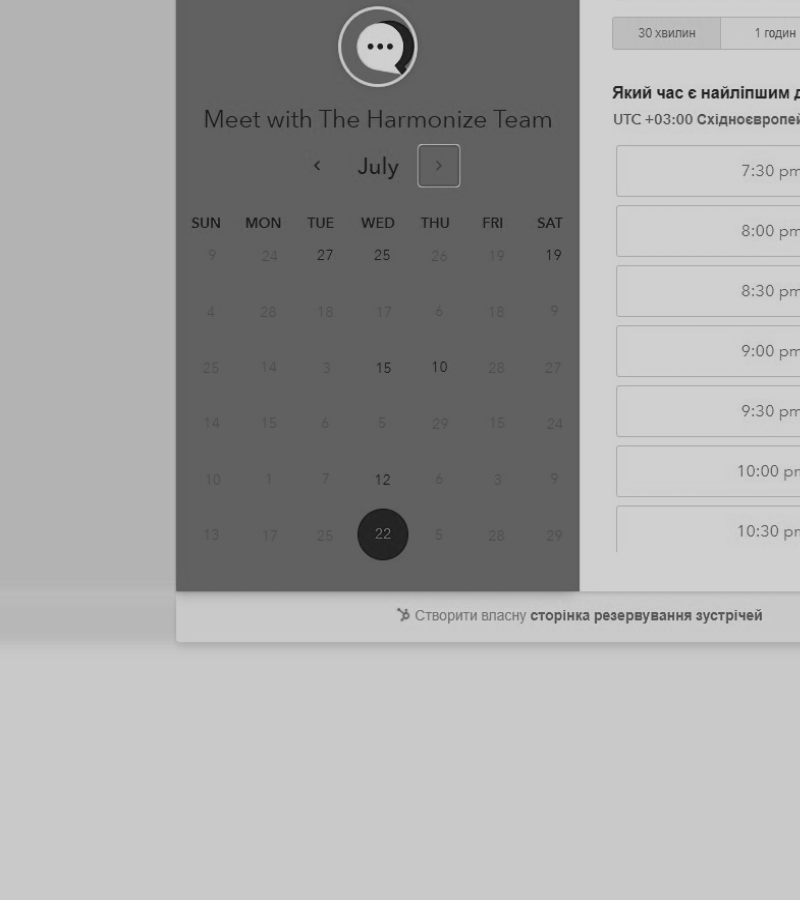 Meet with The Harmonize Team
July
SUN MON TUE WED THU FRI SAT
9 24 27 25 26 19 19
4 28 18 17 6 18 9
25 14 3 15 10 28 27
14 15 6 5 29 15 24
10 1 7 12 6 3 9
13 17 25 22 5 28 29
30 хвилин 1 годин
Який час є найліпшим д
UTC +03:00 Східноєвропей
7:30 pm
8:00 pm
8:30 pm
9:00 pm
9:30 pm
10:00 pm
10:30 pm
Створити власну сторінка резервування зустрічей